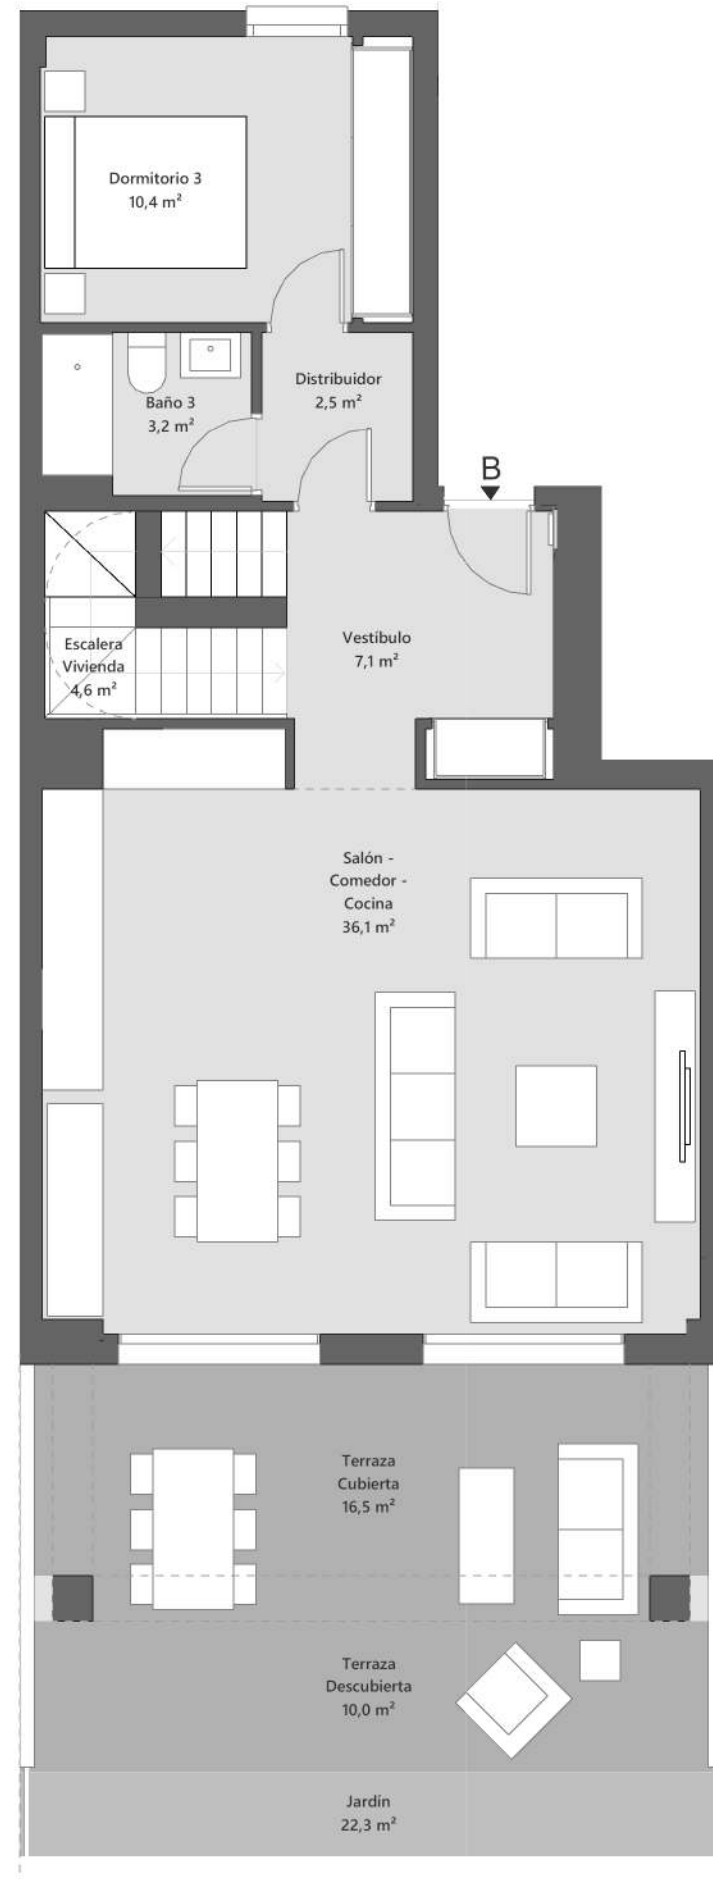 Dormitorio 3
10,4 m²
Distribuidor
2,5 m²
Baño 3
3,2 m²
B
Escalera
Vivienda
4,6 m²
Vestíbulo
7,1 m²
Salón -
Comedor -
Cocina
36,1 m²
Terraza
Cubierta
16,5 m²
Terraza
Descubierta
10,0 m²
Jardín
22,3 m²